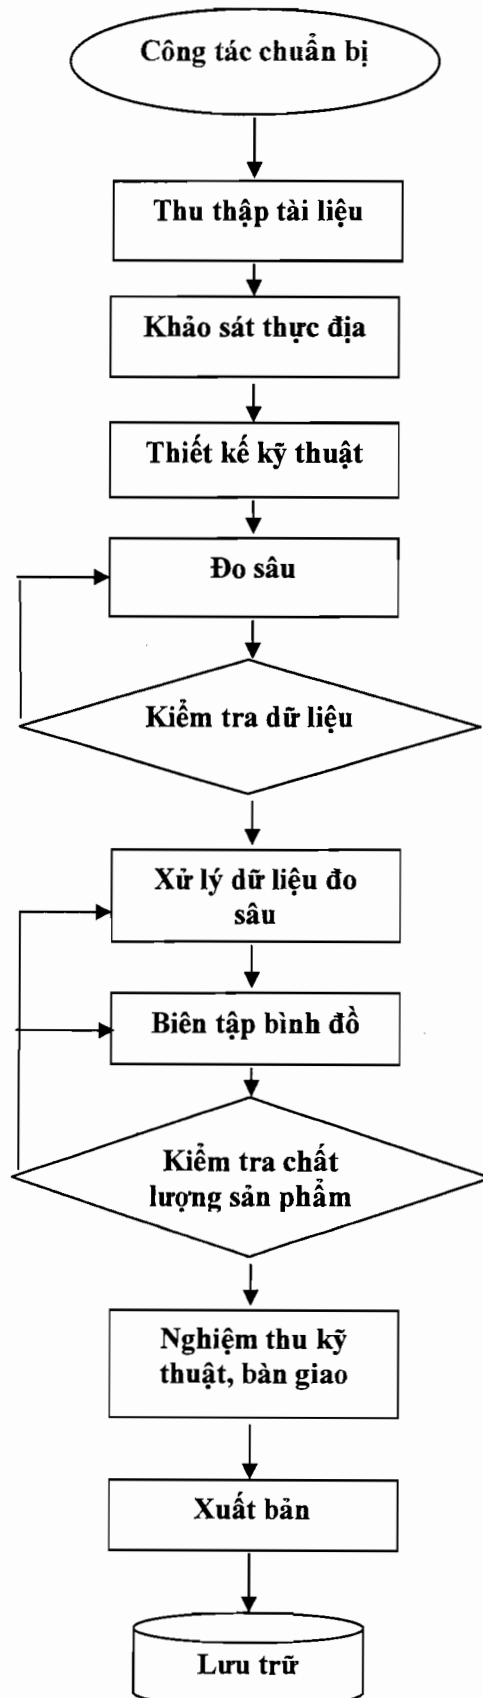 Công tác chuẩn bị
Thu thập tài liệu
Khảo sát thực địa
Thiết kế kỹ thuật
Đo sâu
Kiểm tra dữ liệu
Xử lý dữ liệu đo
sâu
Biên tập bình đồ
Kiểm tra chất
lượng sản phẩm
Nghiệm thu kỹ
thuật, bàn giao
Xuất bản
Lưu trữ